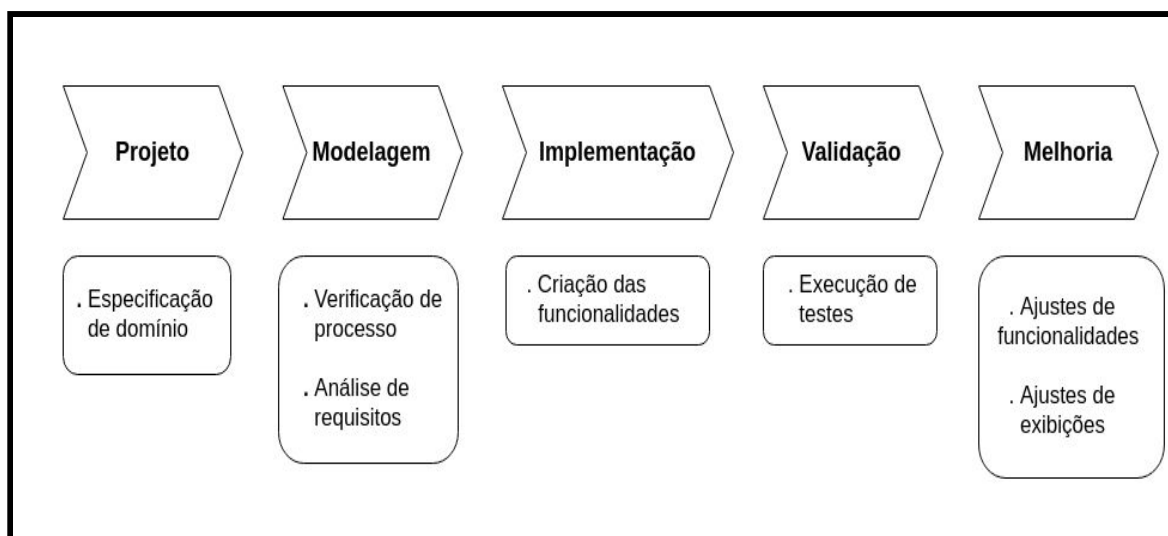 Projeto
Modelagem
Implementação
Validação
Melhoria
. Especificação
de domínio
. Verificação de
processo
. Análise de
requisitos
. Criação das
funcionalidades
. Execução de
testes
. Ajustes de
funcionalidades
. Ajustes de
exibições